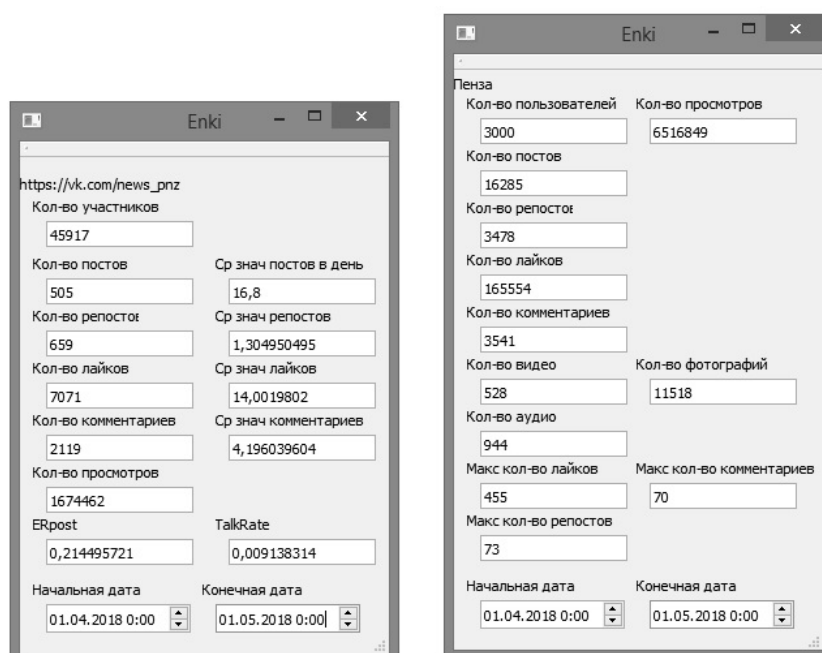 Enki
https://vk.com/news_pnz
Кол-во участников
45917
Кол-во постов Ср знач постов в день
505 16,8
Кол-во репостов Ср знач репостов
659 1,304950495
Кол-во лайков Ср знач лайков
7071 14,0019802
Кол-во комментариев Ср знач комментариев
2119 4,196039604
Кол-во просмотров
1674462
ERpost TalkRate
0,214495721 0,009138314
Начальная дата Конечная дата
01.04.2018 0:00 01.05.2018 0:00
Enki
Пенза
Кол-во пользователей Кол-во просмотров
3000 6516849
Кол-во постов
16285
Кол-во репостов
3478
Кол-во лайков
165554
Кол-во комментариев
3541
Кол-во видео Кол-во фотографий
528 11518
Кол-во аудио
944
Макс кол-во лайков Макс кол-во комментариев
455 70
Макс кол-во репостов
73
Начальная дата Конечная дата
01.04.2018 0:00 01.05.2018 0:00